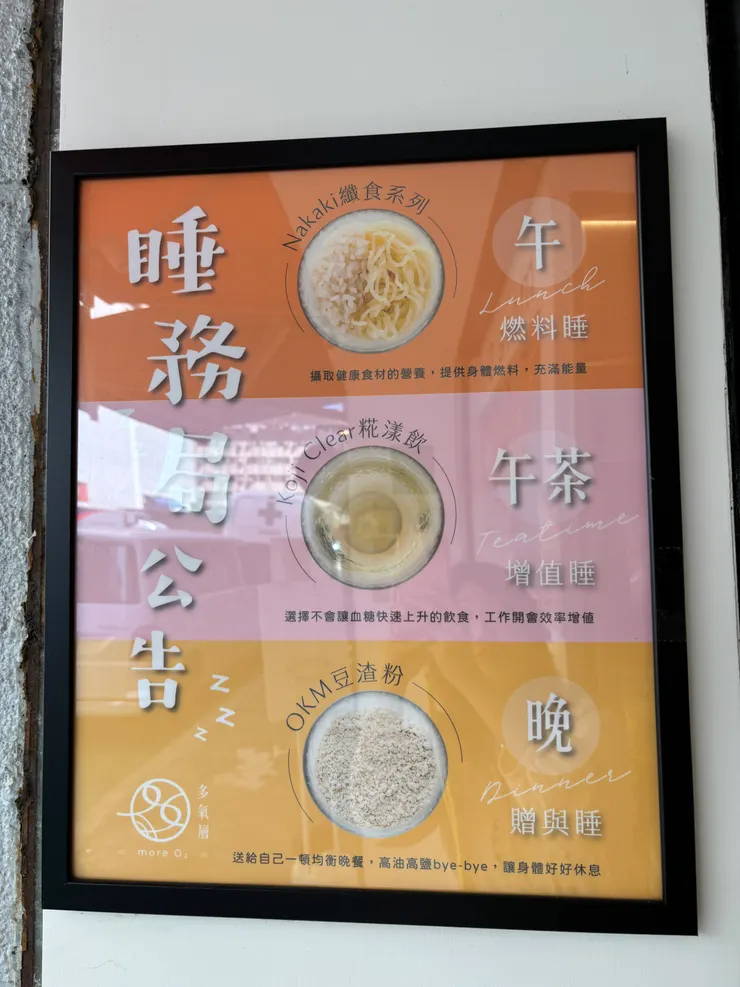 睡務局公告
z
z
z
Nakaki纖食系列
午
Lunch
燃料睡
攝取健康食材的營養，提供身體燃料，充滿能量
Koji Clear糀漾飲
午茶
Teatime
增值睡
選擇不會讓血糖快速上升的飲食，工作開會效率增值
OKM豆渣粉
晚
Dinner
贈與睡
送給自己一頓均衡晚餐，高油高鹽bye-bye，讓身體好好休息
多氧層
more O₂